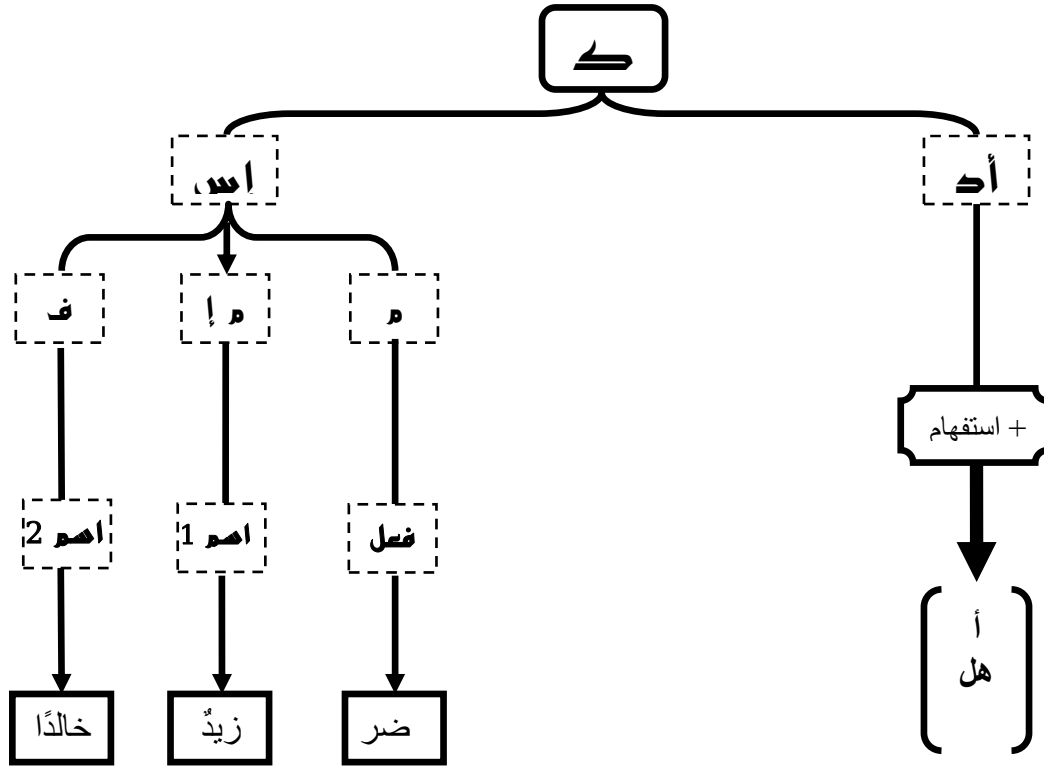 ك
أد
إس
م
م إ
ف
+ استفهام
فعل
اسم 1
اسم 2
أ
هل
ضر
زيدٌ
خالدًا